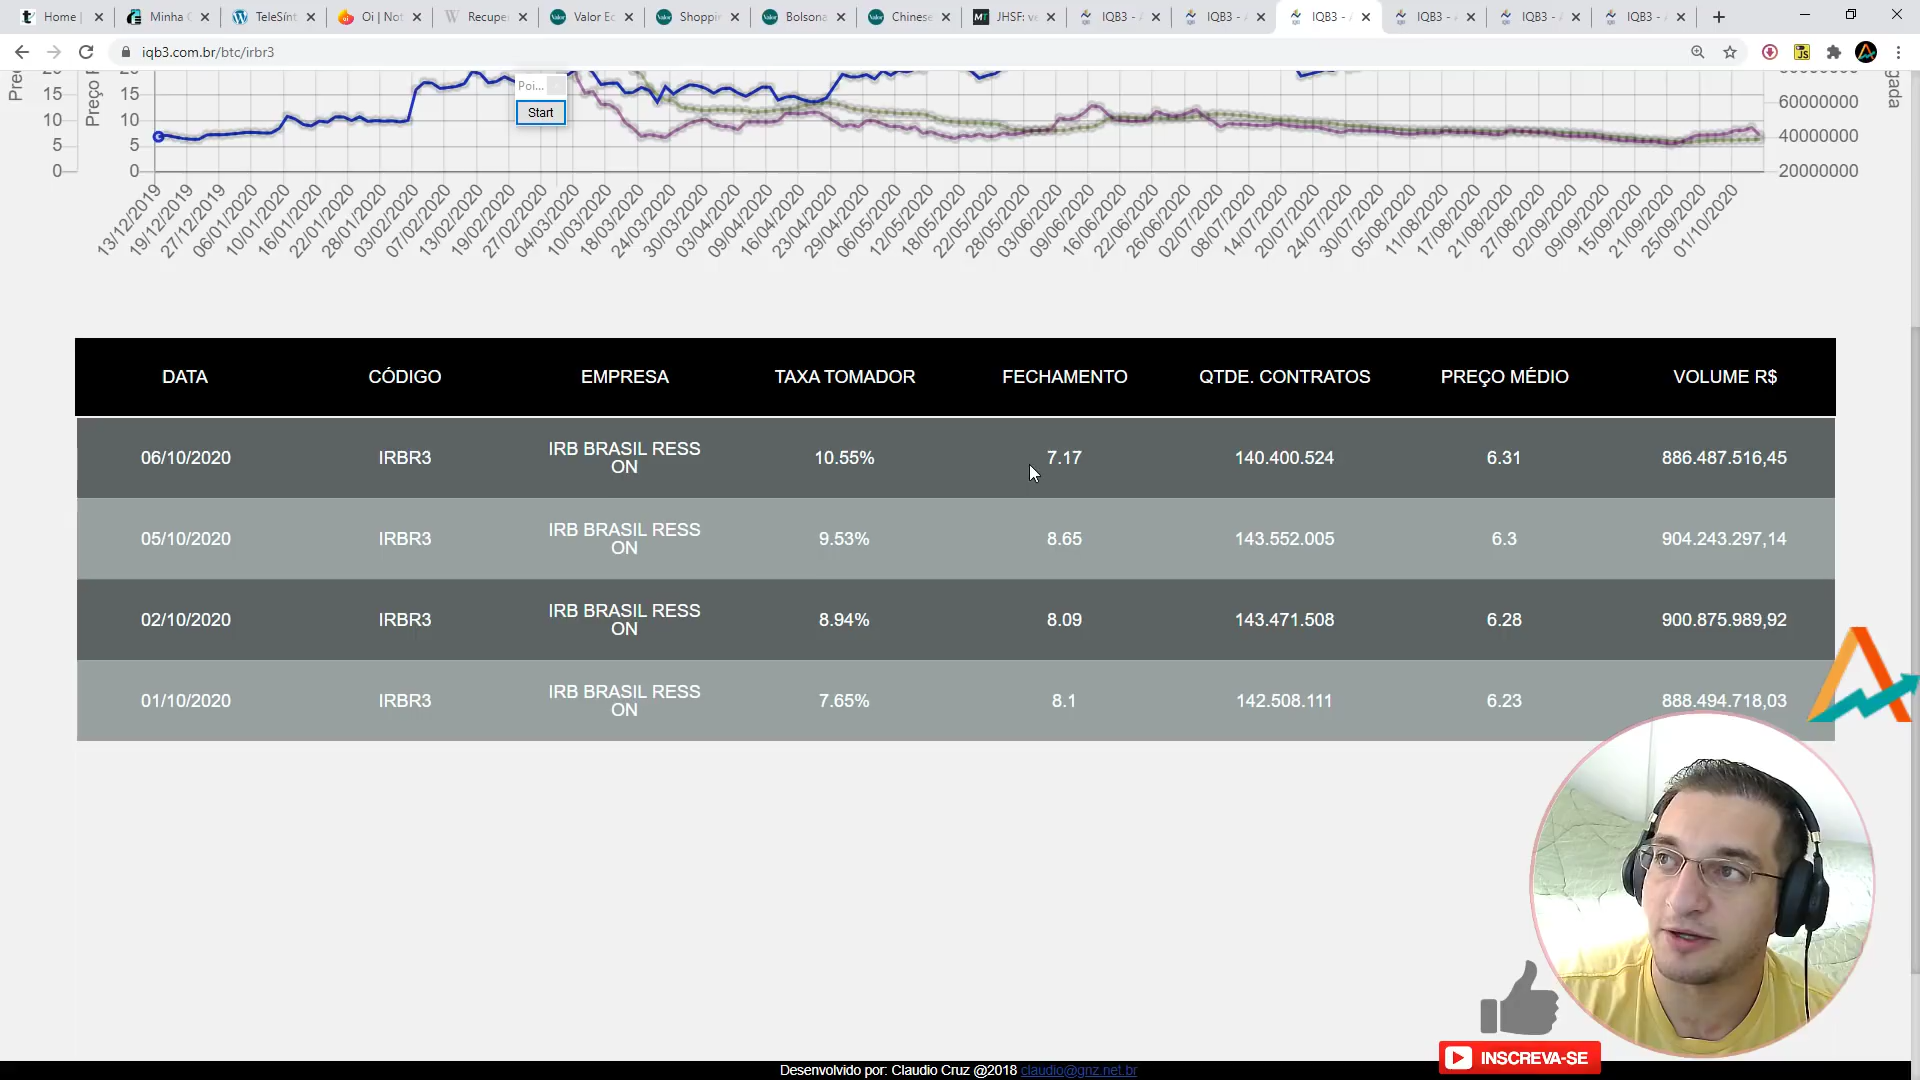 Home |
Minha C
TeleSínt
Oi | Not
Recuper
Valor Ec
Shoppin
Bolsona
Chinese
JHSF: va
IQB3 - A
IQB3 - A
IQB3 - A
IQB3 - A
IQB3 - A
IQB3 - A
iqb3.com.br/btc/irbr3
JS
Poi...
Start
Preço
15
10
5
0
15
10
5
0
60000000
40000000
20000000
13/12/2019
19/12/2019
27/12/2019
06/01/2020
10/01/2020
16/01/2020
22/01/2020
28/01/2020
03/02/2020
07/02/2020
13/02/2020
19/02/2020
27/02/2020
04/03/2020
10/03/2020
18/03/2020
24/03/2020
30/03/2020
03/04/2020
09/04/2020
16/04/2020
23/04/2020
29/04/2020
06/05/2020
12/05/2020
18/05/2020
22/05/2020
28/05/2020
03/06/2020
09/06/2020
16/06/2020
22/06/2020
26/06/2020
02/07/2020
08/07/2020
14/07/2020
20/07/2020
24/07/2020
30/07/2020
05/08/2020
11/08/2020
17/08/2020
21/08/2020
27/08/2020
02/09/2020
09/09/2020
15/09/2020
21/09/2020
25/09/2020
01/10/2020
DATA CÓDIGO EMPRESA TAXA TOMADOR FECHAMENTO QTDE. CONTRATOS PREÇO MÉDIO VOLUME R$
06/10/2020 IRBR3 IRB BRASIL RESS ON 10.55% 7.17 140.400.524 6.31 886.487.516,45
05/10/2020 IRBR3 IRB BRASIL RESS ON 9.53% 8.65 143.552.005 6.3 904.243.297,14
02/10/2020 IRBR3 IRB BRASIL RESS ON 8.94% 8.09 143.471.508 6.28 900.875.989,92
01/10/2020 IRBR3 IRB BRASIL RESS ON 7.65% 8.1 142.508.111 6.23 888.494.718,03
INSCREVA-SE
Desenvolvido por: Claudio Cruz @2018 claudio@gnz.net.br